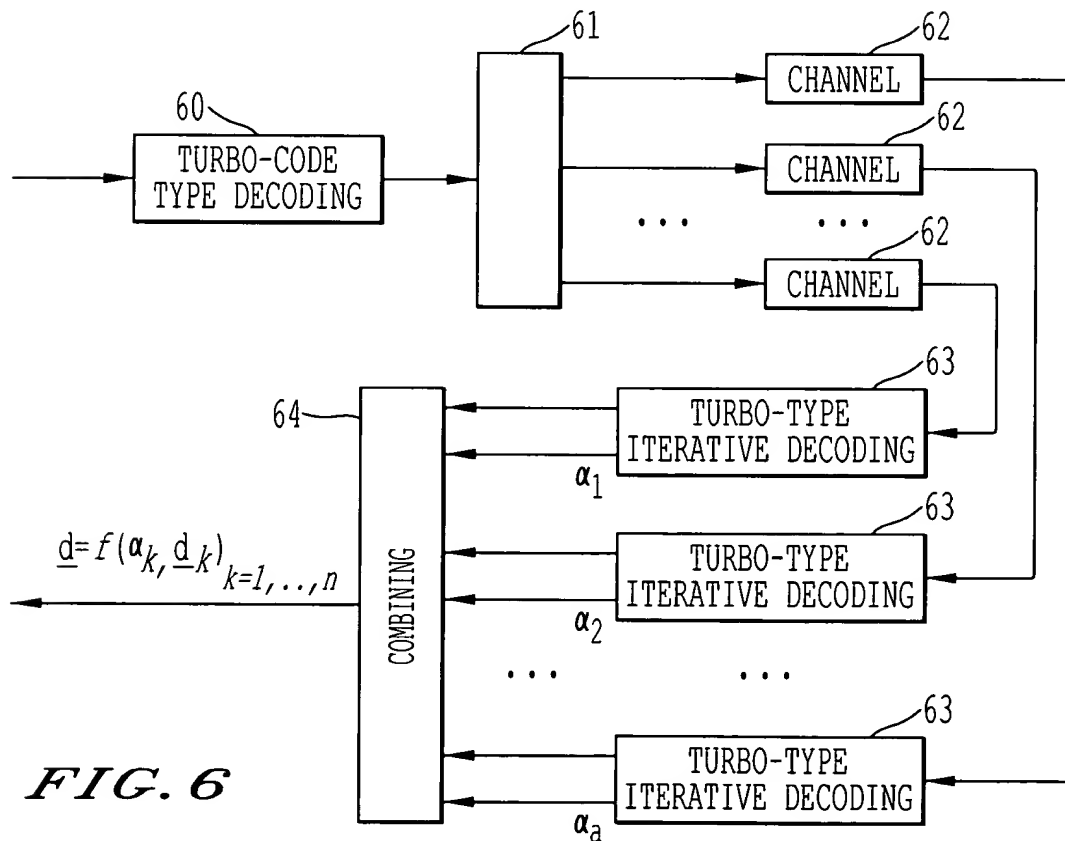 61
62
CHANNEL
60
TURBO-CODE
TYPE DECODING
62
CHANNEL
... ...
62
CHANNEL
63
64
TURBO-TYPE
ITERATIVE DECODING
α1
COMBINING
63
TURBO-TYPE
ITERATIVE DECODING
α2
d=f(αk,dk)k=1,..,n
... ...
63
TURBO-TYPE
ITERATIVE DECODING
αa
FIG. 6